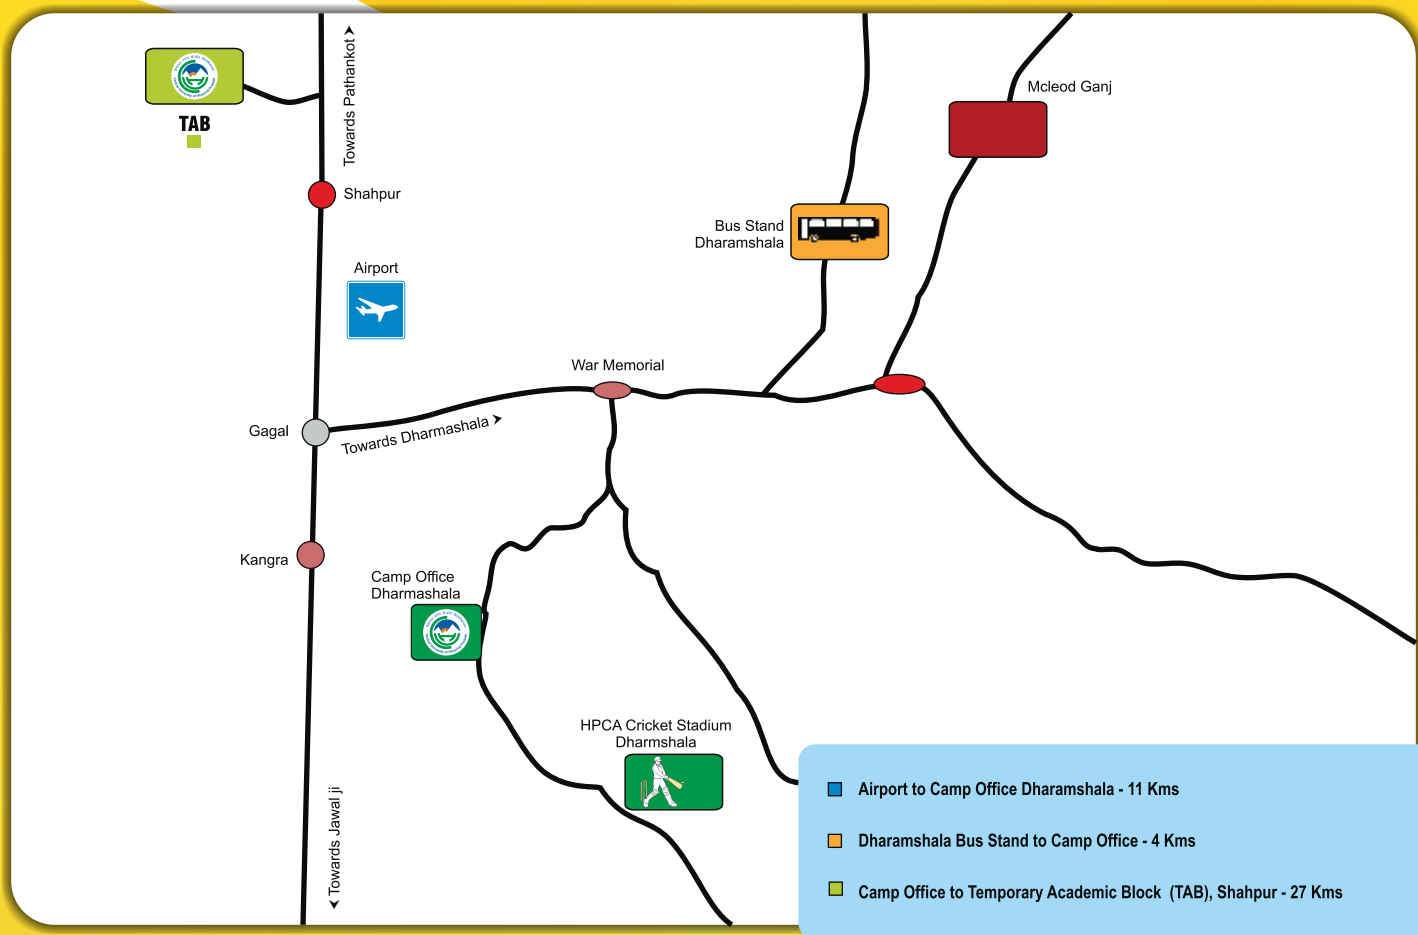 Towards Pathankot
TAB
Mcleod Ganj
Shahpur
Bus Stand
Dharamshala
Airport
War Memorial
Gagal
Towards Dharmashala
Kangra
Camp Office
Dharmashala
HPCA Cricket Stadium
Dharmshala
Towards Jawal ji
Airport to Camp Office Dharamshala - 11 Kms
Dharamshala Bus Stand to Camp Office - 4 Kms
Camp Office to Temporary Academic Block (TAB), Shahpur - 27 Kms